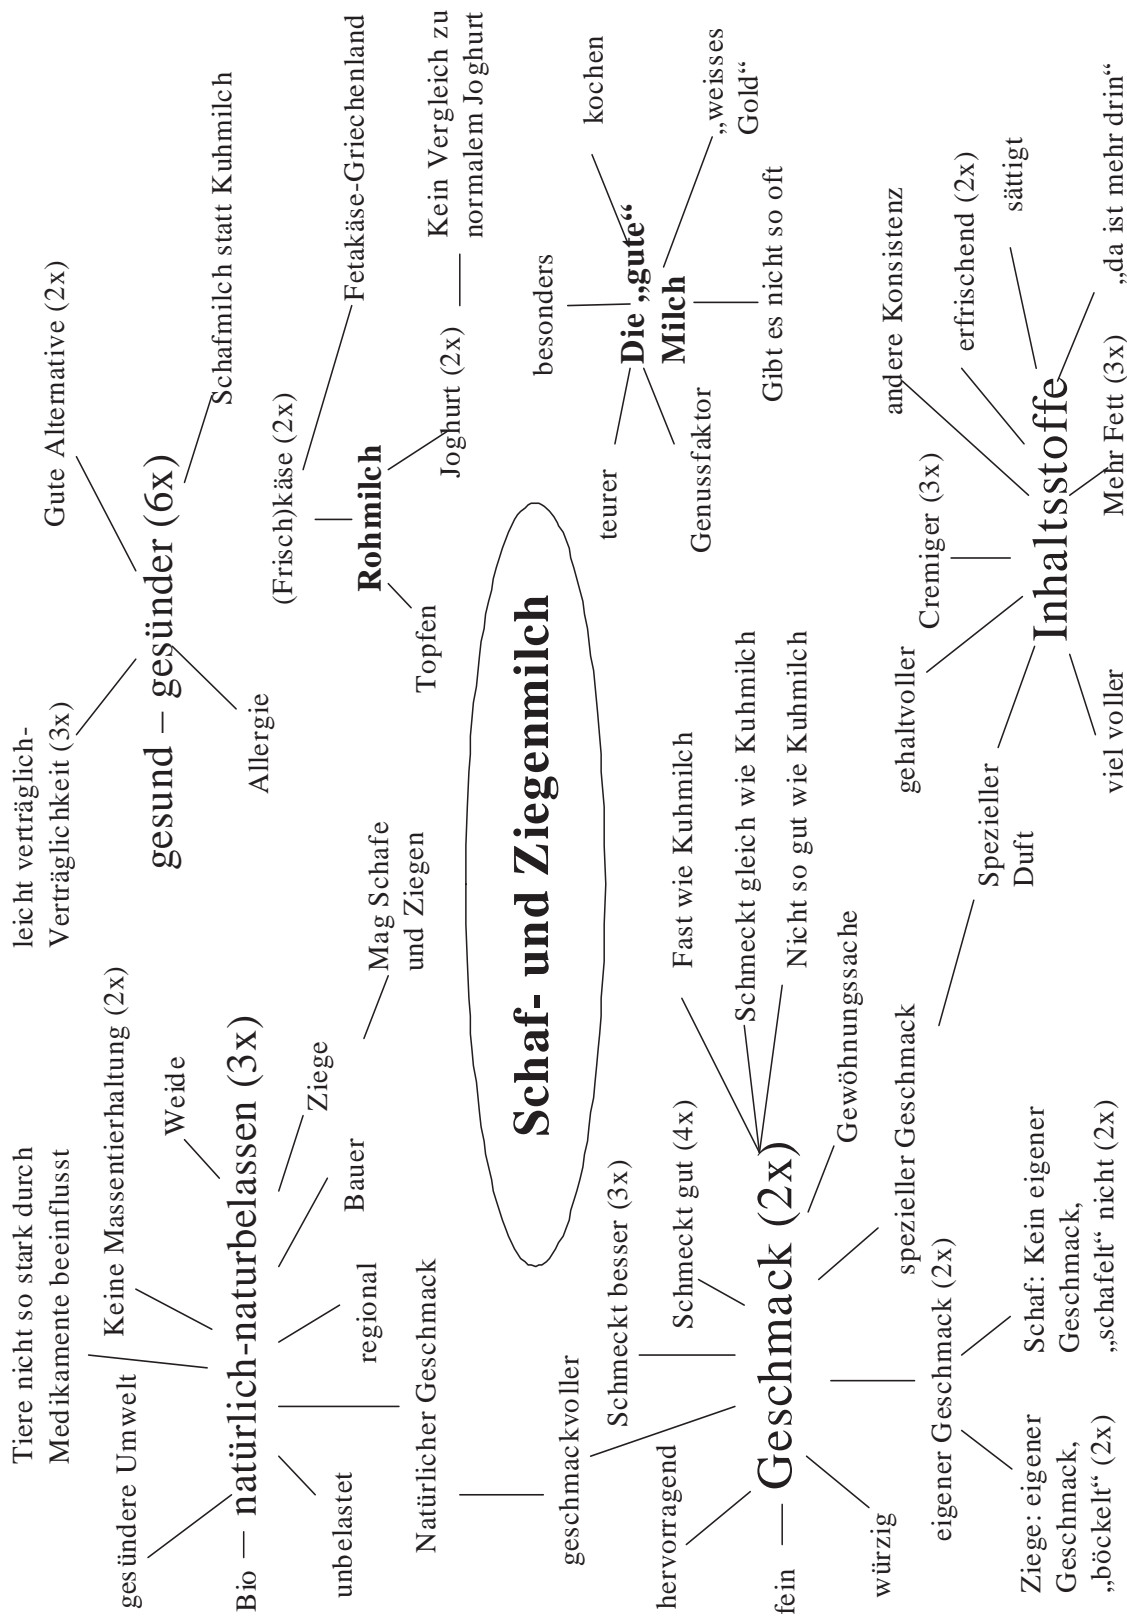 Tiere nicht so stark durch
Medikamente beeinflusst
gesündere Umwelt
Keine Massentierhaltung (2x)
Weide
Bio
natürlich-naturbelassen (3x)
Ziege
Mag Schafe
und Ziegen
Bauer
regional
unbelastet
Natürlicher Geschmack
leicht verträglich-
Verträglichkeit (3x)
Gute Alternative (2x)
gesund – gesünder (6x)
Schafmilch statt Kuhmilch
Allergie
(Frisch)käse (2x)
Fetakäse-Griechenland
Rohmilch
Topfen
Joghurt (2x)
Kein Vergleich zu
normalem Joghurt
Schaf- und Ziegenmilch
besonders
kochen
teurer
Die „gute“
Milch
„weisses
Gold“
Genussfaktor
Gibt es nicht so oft
geschmackvoller
Schmeckt besser (3x)
Schmeckt gut (4x)
Fast wie Kuhmilch
Schmeckt gleich wie Kuhmilch
Nicht so gut wie Kuhmilch
hervorragend
fein
Geschmack (2x)
Gewöhnungssache
würzig
spezieller Geschmack
eigener Geschmack (2x)
Ziege: eigener
Geschmack,
„böckelt“ (2x)
Schaf: Kein eigener
Geschmack,
„schafelt“ nicht (2x)
Spezieller
Duft
gehaltvoller
Cremiger (3x)
andere Konsistenz
erfrischend (2x)
sättigt
Inhaltsstoffe
viel voller
Mehr Fett (3x)
„da ist mehr drin“